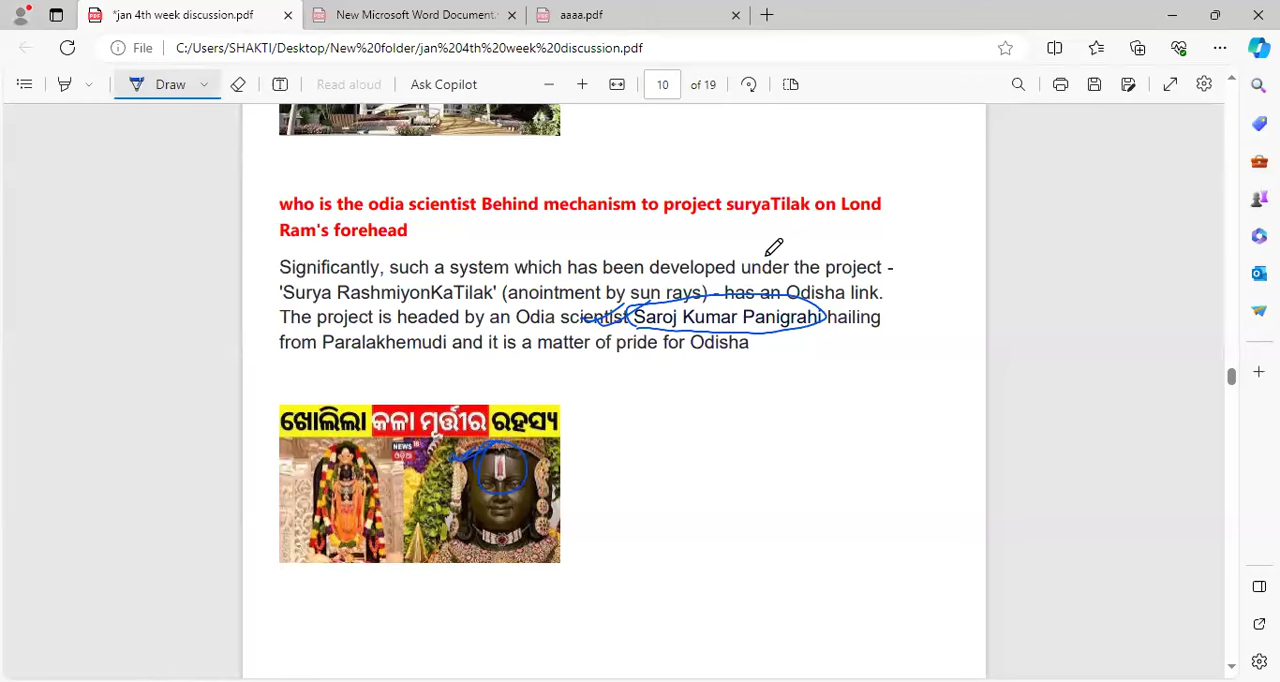 *jan 4th week discussion.pdf
New Microsoft Word Document.
aaaa.pdf
File
C:/Users/SHAKTI/Desktop/New%20folder/jan%204th%20week%20discussion.pdf
Draw
Read aloud
Ask Copilot
10
of 19
who is the odia scientist Behind mechanism to project suryaTilak on Lond
Ram's forehead
Significantly, such a system which has been developed under the project -
'Surya RashmiyonKaTilak' (anointment by sun rays) - has an Odisha link.
The project is headed by an Odia scientist Saroj Kumar Panigrahi hailing
from Paralakhemudi and it is a matter of pride for Odisha
ଖୋଲିଲା କଳା ମୂର୍ତ୍ତୀର ରହସ୍ୟ
NEWS 18
ଓଡ଼ିଆ